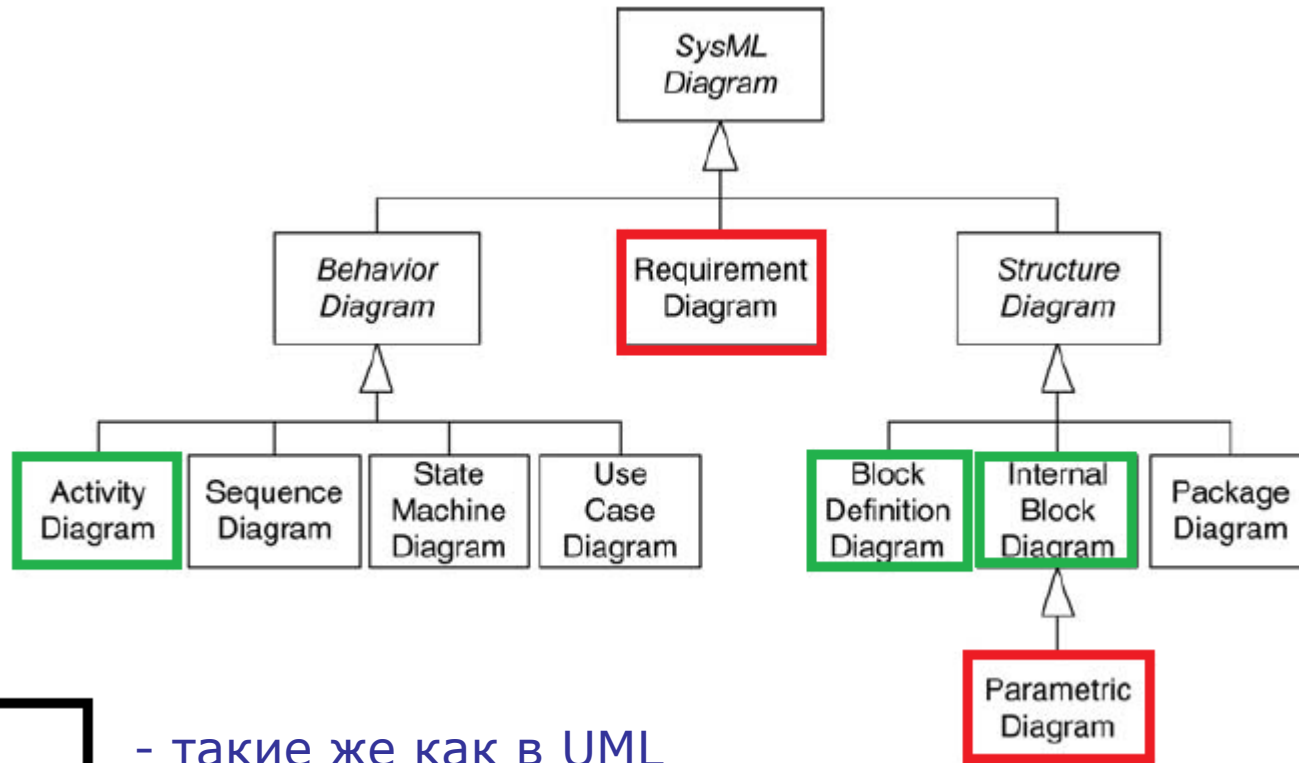 SysML
Diagram
Behavior
Diagram
Requirement
Diagram
Structure
Diagram
Activity
Diagram
Sequence
Diagram
State
Machine
Diagram
Use
Case
Diagram
Block
Definition
Diagram
Internal
Block
Diagram
Package
Diagram
Parametric
Diagram
- такие же как в UML